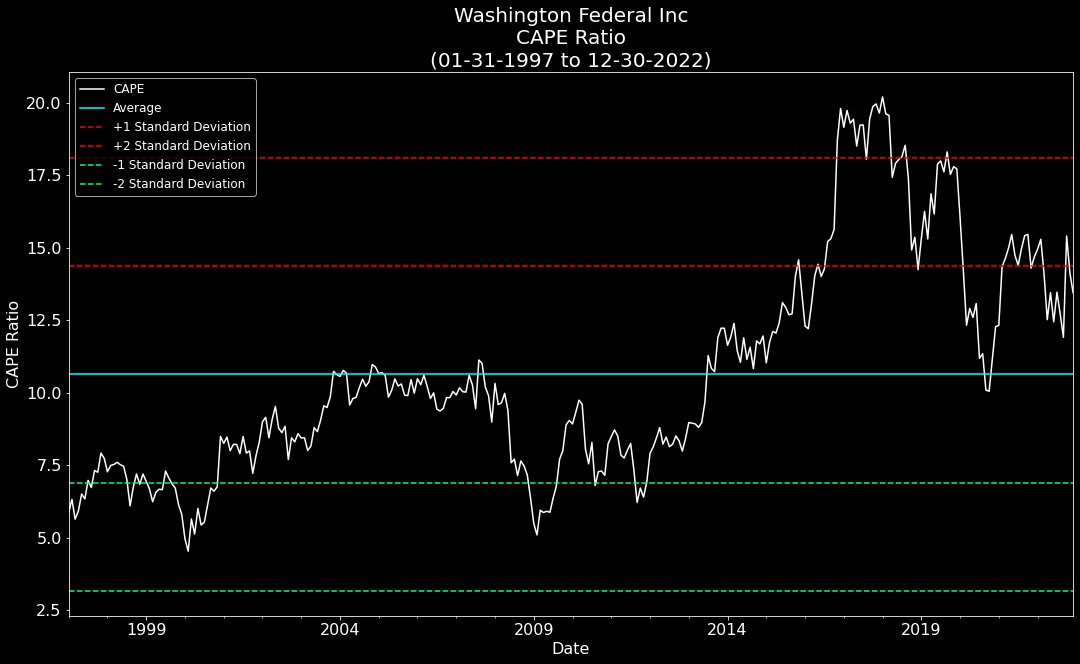 Washington Federal Inc
CAPE Ratio
(01-31-1997 to 12-30-2022)
CAPE
Average
+1 Standard Deviation
+2 Standard Deviation
-1 Standard Deviation
-2 Standard Deviation
CAPE Ratio
20.0
17.5
15.0
12.5
10.0
7.5
5.0
2.5
1999 2004 2009 2014 2019
Date